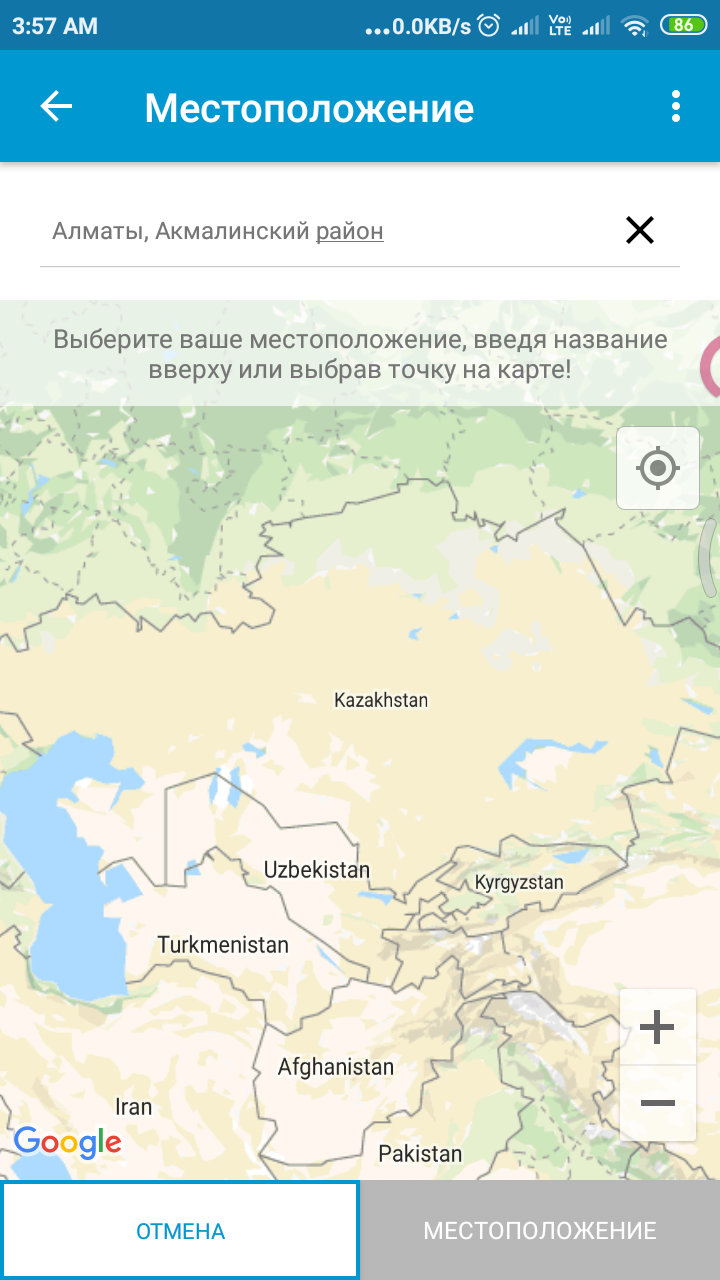 3:57 AM
...0.0KB/s
Vo))
LTE
86
Местоположение
Алматы, Акмалинский район
Выберите ваше местоположение, введя название
вверху или выбрав точку на карте!
Kazakhstan
Uzbekistan
Kyrgyzstan
Turkmenistan
Afghanistan
Iran
Google
Pakistan
ОТМЕНА
МЕСТОПОЛОЖЕНИЕ